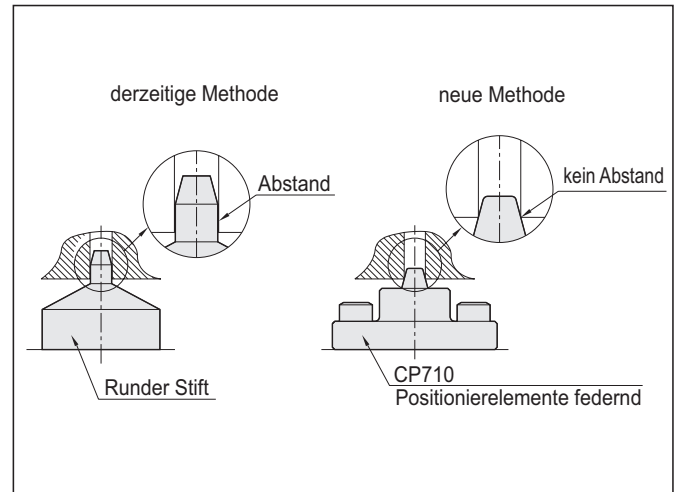 derzeitige Methode
neue Methode
Abstand
kein Abstand
Runder Stift
CP710
Positionierelemente federnd